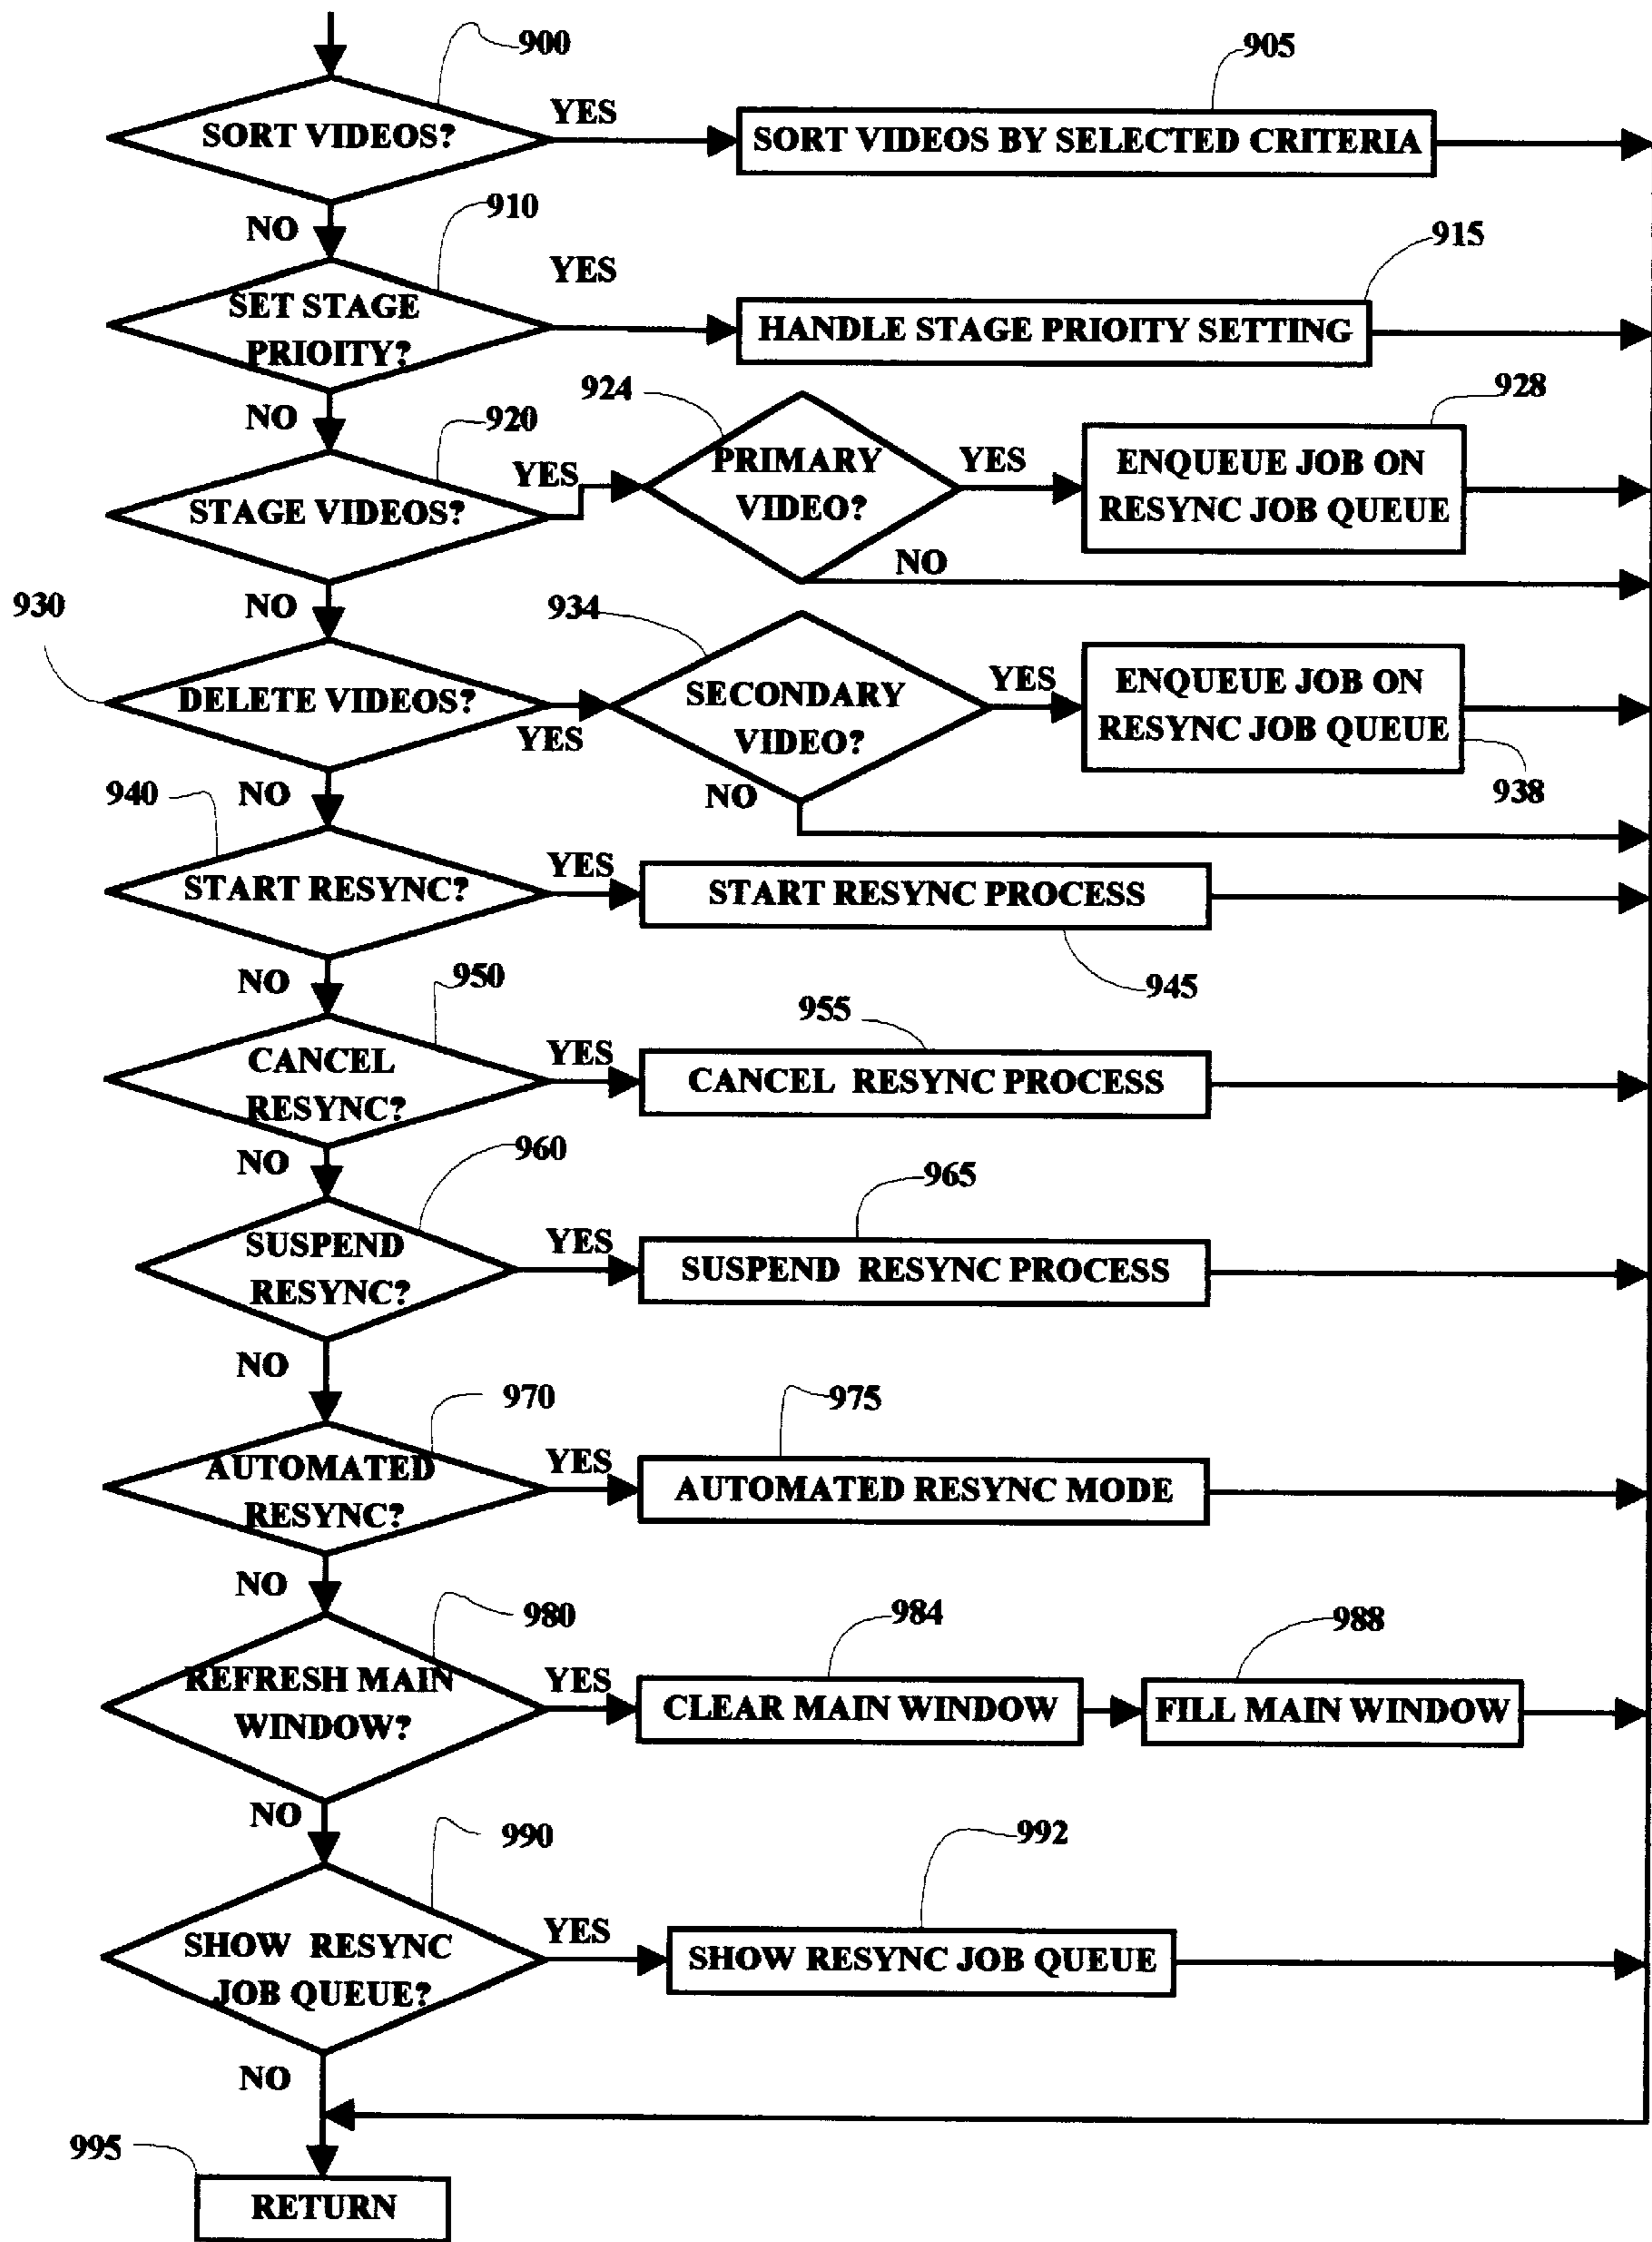 900
905
YES
SORT VIDEOS?
SORT VIDEOS BY SELECTED CRITERIA
NO
910
915
YES
SET STAGE
PRIOITY?
HANDLE STAGE PRIOITY SETTING
NO
920
924
928
YES
STAGE VIDEOS?
PRIMARY
VIDEO?
YES
ENQUEUE JOB ON
RESYNC JOB QUEUE
NO
NO
930
934
DELETE VIDEOS?
YES
SECONDARY
VIDEO?
YES
ENQUEUE JOB ON
RESYNC JOB QUEUE
938
NO
NO
940
START RESYNC?
YES
START RESYNC PROCESS
945
NO
950
955
CANCEL
RESYNC?
YES
CANCEL RESYNC PROCESS
NO
960
965
SUSPEND
RESYNC?
YES
SUSPEND RESYNC PROCESS
NO
970
975
AUTOMATED
RESYNC?
YES
AUTOMATED RESYNC MODE
NO
980
984
988
REFRESH MAIN
WINDOW?
YES
CLEAR MAIN WINDOW
FILL MAIN WINDOW
NO
990
992
SHOW RESYNC
JOB QUEUE?
YES
SHOW RESYNC JOB QUEUE
NO
995
RETURN